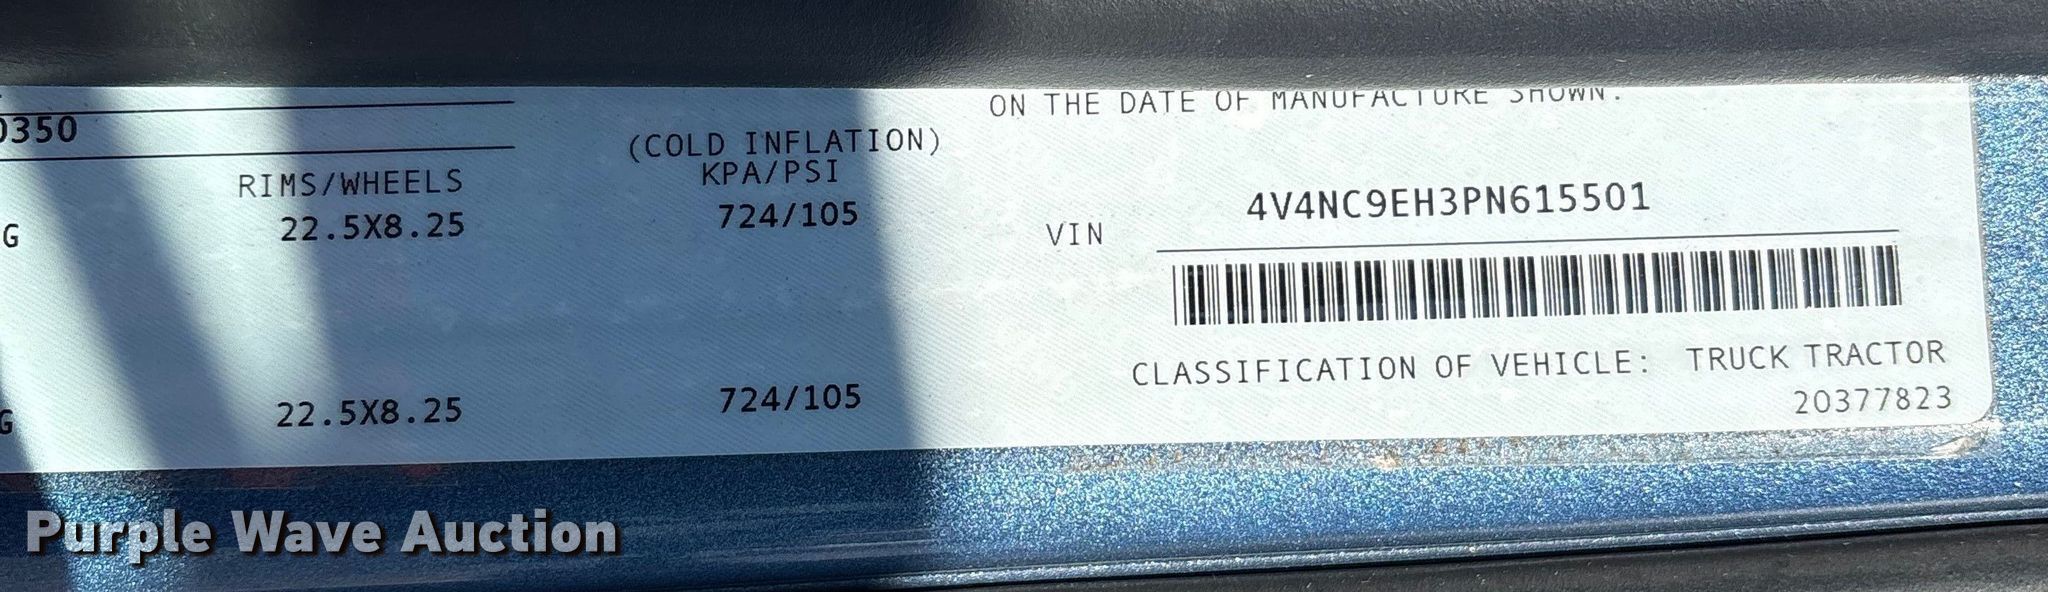 ON THE DATE OF MANUFACTURE SHOWN.
0350
(COLD INFLATION)
RIMS/WHEELS
KPA/PSI
G
22.5X8.25
724/105
VIN
4V4NC9EH3PN615501
CLASSIFICATION OF VEHICLE: TRUCK TRACTOR
G
22.5X8.25
724/105
20377823
Purple Wave Auction